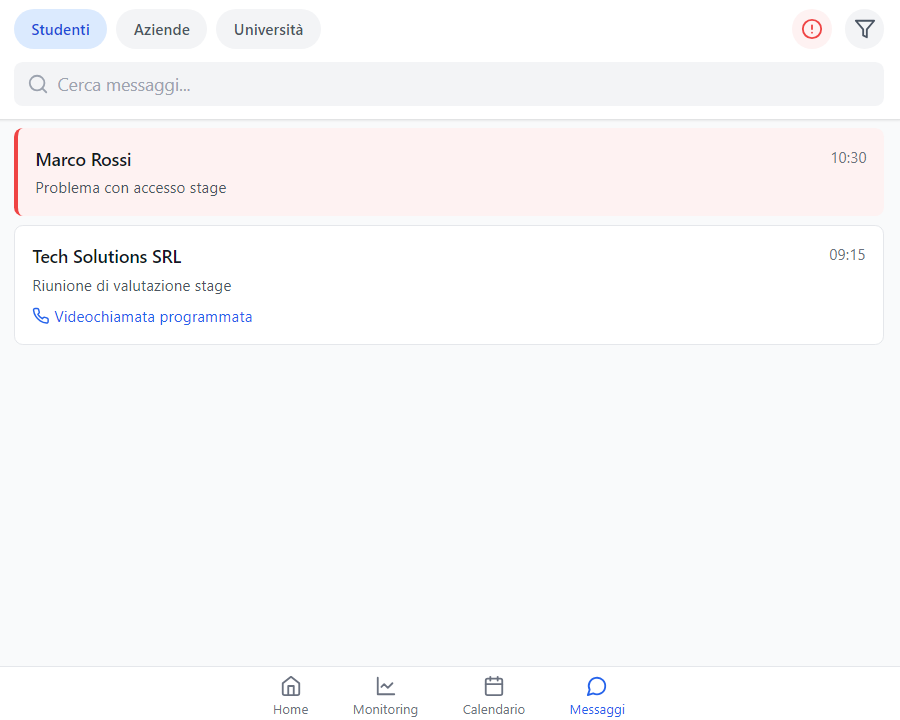 Studenti
Aziende
Università
Cerca messaggi...
Marco Rossi
10:30
Problema con accesso stage
Tech Solutions SRL
09:15
Riunione di valutazione stage
Videochiamata programmata
Home
Monitoring
Calendario
Messaggi